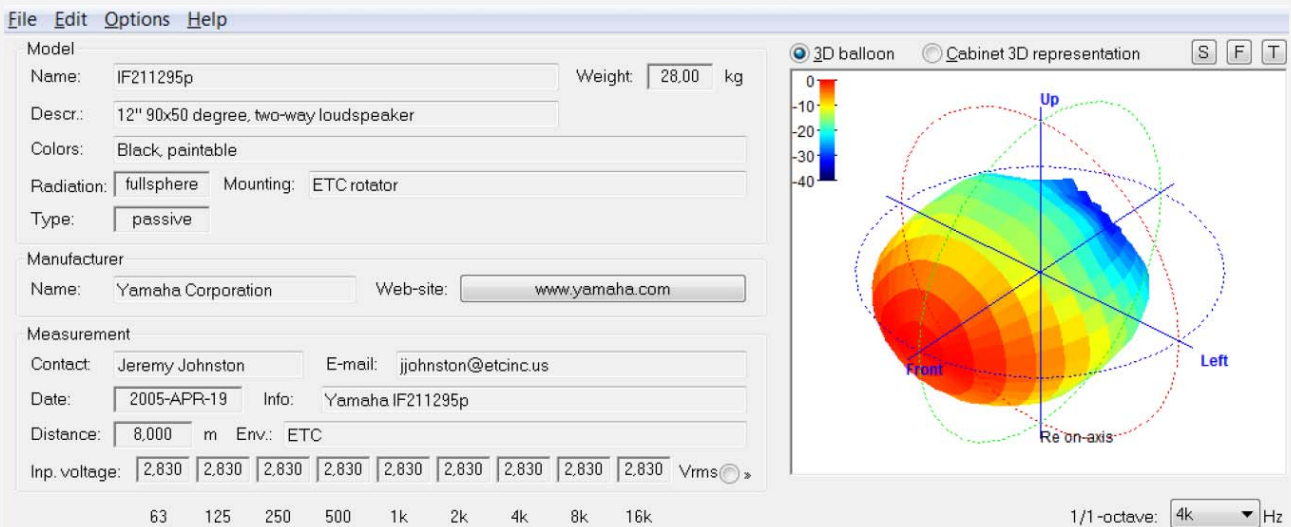 File Edit Options Help
Model
Name: IF211295p Weight: 28,00 kg
Descr.: 12" 90x50 degree, two-way loudspeaker
Colors: Black, paintable
Radiation: fullsphere Mounting: ETC rotator
Type: passive
Manufacturer
Name: Yamaha Corporation Web-site: www.yamaha.com
Measurement
Contact: Jeremy Johnston E-mail: jjohnston@etcinc.us
Date: 2005-APR-19 Info: Yamaha IF211295p
Distance: 8,000 m Env.: ETC
Inp. voltage: 2,830 2,830 2,830 2,830 2,830 2,830 2,830 2,830 2,830 Vrms »
63 125 250 500 1k 2k 4k 8k 16k
3D balloon Cabinet 3D representation S F T
0
-10
-20
-30
-40
Up
Left
Front
Re on-axis
1/1-octave: 4k Hz